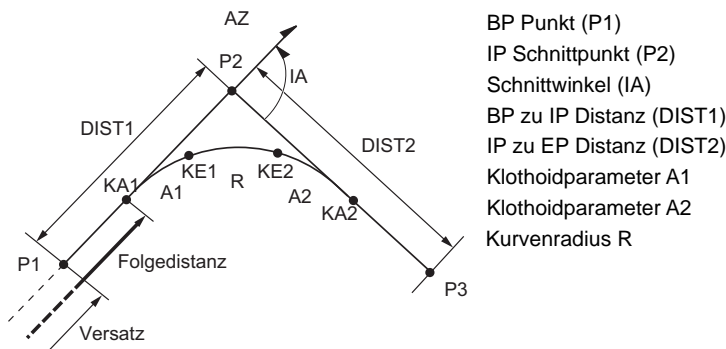 AZ
P2
IA
DIST1
DIST2
KE1
KE2
KA1
A1
R
A2
KA2
P1
Folgedistanz
P3
Versatz
BP Punkt (P1)
IP Schnittpunkt (P2)
Schnittwinkel (IA)
BP zu IP Distanz (DIST1)
IP zu EP Distanz (DIST2)
Klothoidparameter A1
Klothoidparameter A2
Kurvenradius R